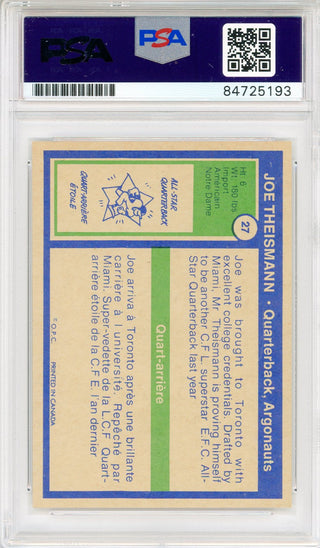 PSA
PSA
84725193
JOE THEISMANN • Quarterback, Argonauts
27
Ht: 6'
Wt: 180 lbs
Import
Américain
Notre Dame
ALL-STAR
QUARTERBACK
QUART-ARRIÈRE
ÉTOILE
Joe was brought to Toronto with
excellent college credentials. Drafted by
Miami, Mr. Theismann is proving himself
to be another C.F.L. superstar. E.F.C. All-
Star Quarterback last year.
Quart-arrière
Joe arriva à Toronto après une brillante
carrière à l'université. Repêché par
Miami. Super-vedette de la L.C.F. Quart-
arrière étoile de la C.F.E. l'an dernier.
© O.P.C.
PRINTED IN CANADA